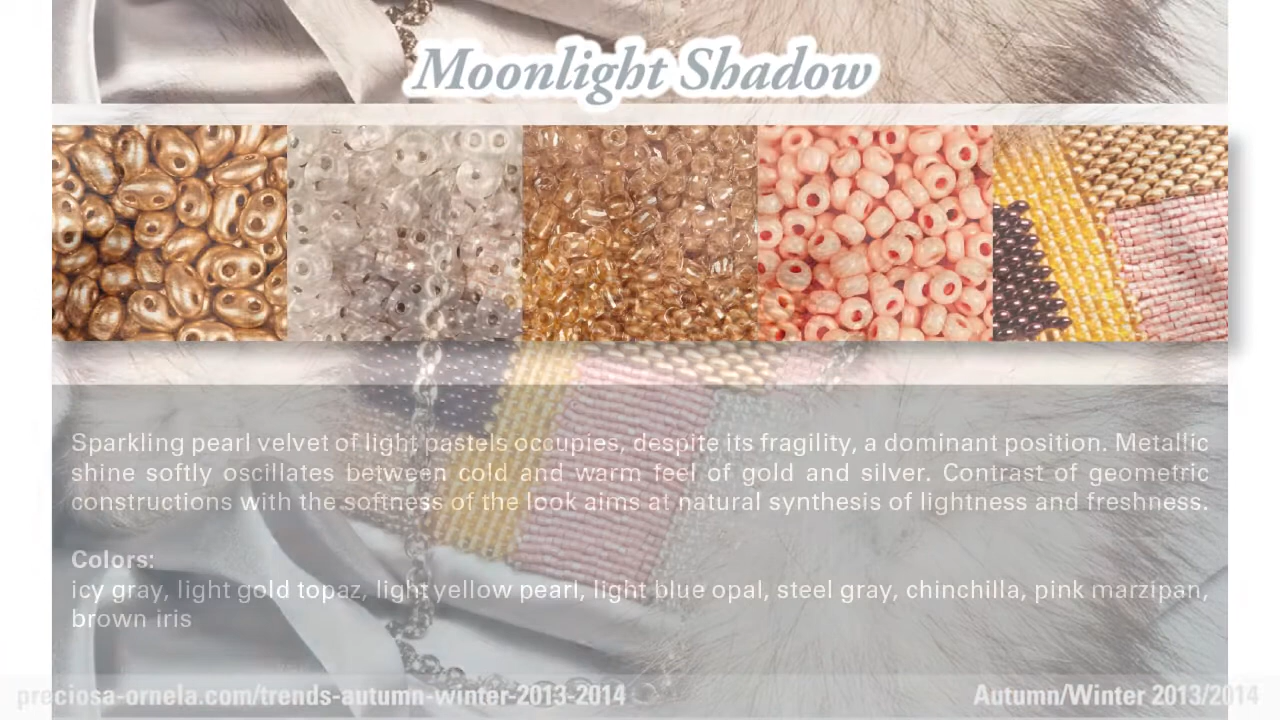 Moonlight Shadow
Sparkling pearl velvet of light pastels occupies, despite its fragility, a dominant position. Metallic
shine softly oscillates between cold and warm feel of gold and silver. Contrast of geometric
constructions with the softness of the look aims at natural synthesis of lightness and freshness.
Colors:
icy gray, light gold topaz, light yellow pearl, light blue opal, steel gray, chinchilla, pink marzipan,
brown iris
preciosa-ornela.com/trends-autumn-winter-2013-2014
Autumn/Winter 2013/2014